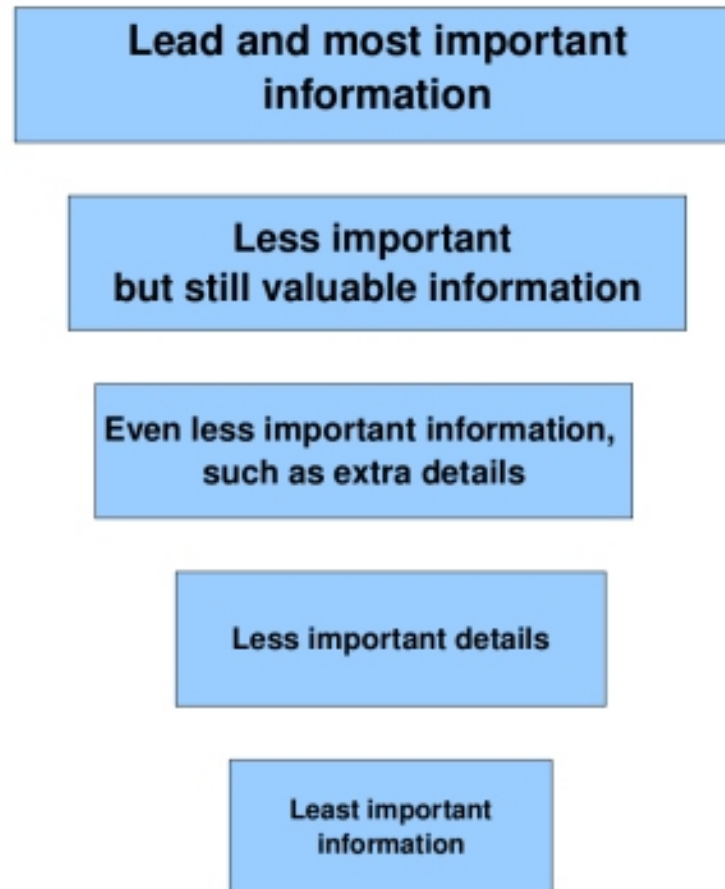 Lead and most important
information
Less important
but still valuable information
Even less important information,
such as extra details
Less important details
Least important
information